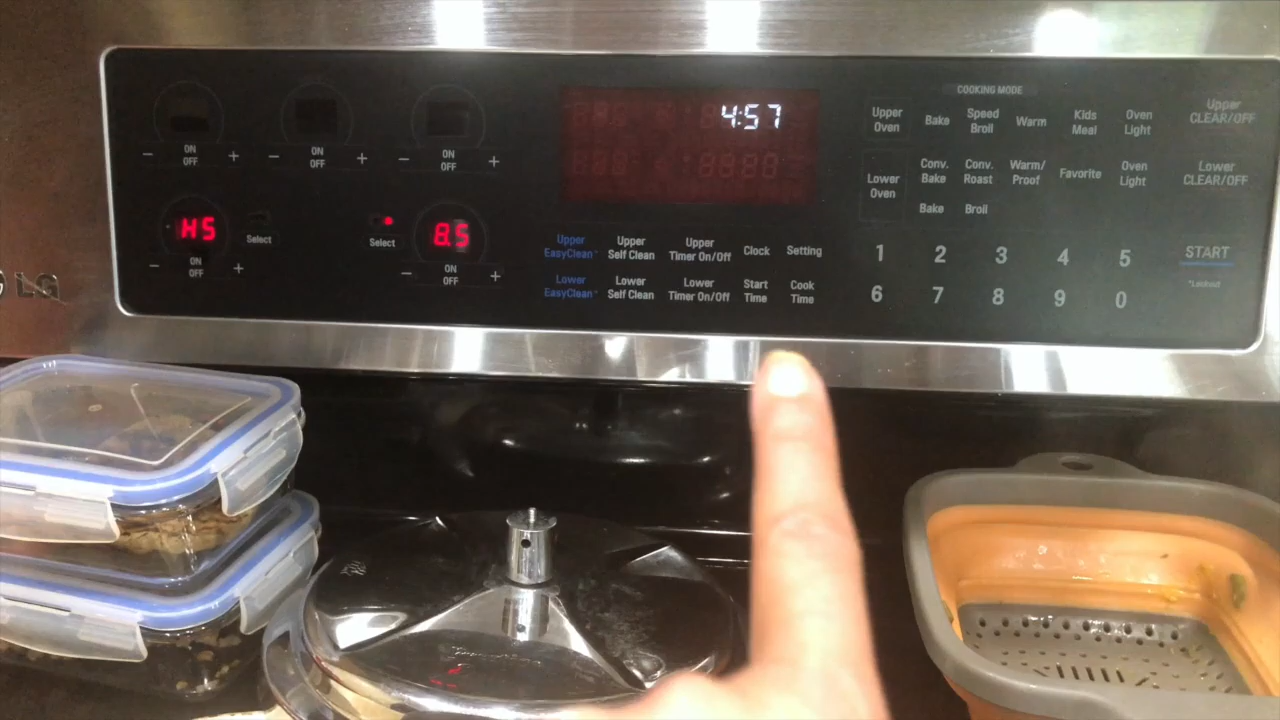 COOKING MODE
4:57
Upper Oven
Bake
Speed Broil
Warm
Kids Meal
Oven Light
Upper CLEAR/OFF
− ON OFF +
− ON OFF +
− ON OFF +
Lower Oven
Conv. Bake
Conv. Roast
Warm/ Proof
Favorite
Oven Light
Lower CLEAR/OFF
Bake
Broil
H5
Select
Select
8.5
− ON OFF +
− ON OFF +
Upper EasyClean*
Upper Self Clean
Upper Timer On/Off
Clock
Setting
1 2 3 4 5
START
Lower EasyClean*
Lower Self Clean
Lower Timer On/Off
Start Time
Cook Time
6 7 8 9 0
*Lockout
LG